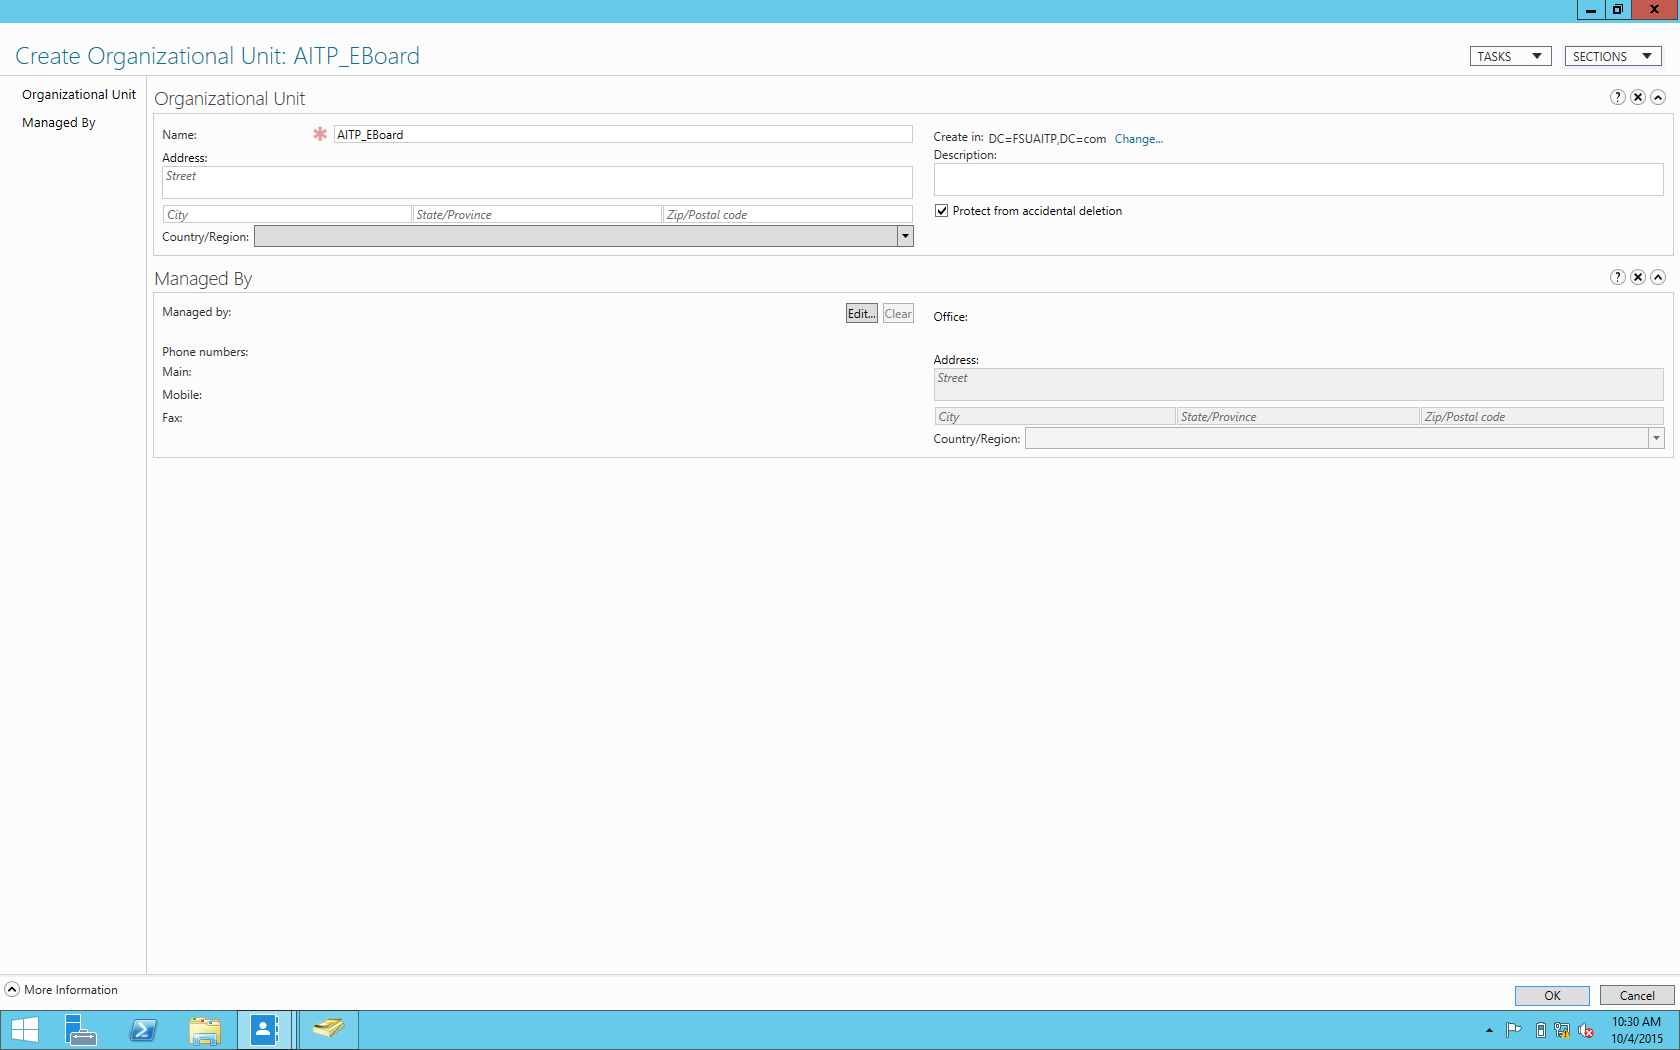 Create Organizational Unit: AITP_EBoard
TASKS
SECTIONS
Organizational Unit
Managed By
Organizational Unit
Name:
AITP_EBoard
Address:
Street
City
State/Province
Zip/Postal code
Country/Region:
Create in: DC=FSUAITP,DC=com Change...
Description:
Protect from accidental deletion
Managed By
Managed by:
Edit...
Clear
Phone numbers:
Main:
Mobile:
Fax:
Office:
Address:
Street
City
State/Province
Zip/Postal code
Country/Region:
More Information
OK
Cancel
10:30 AM
10/4/2015